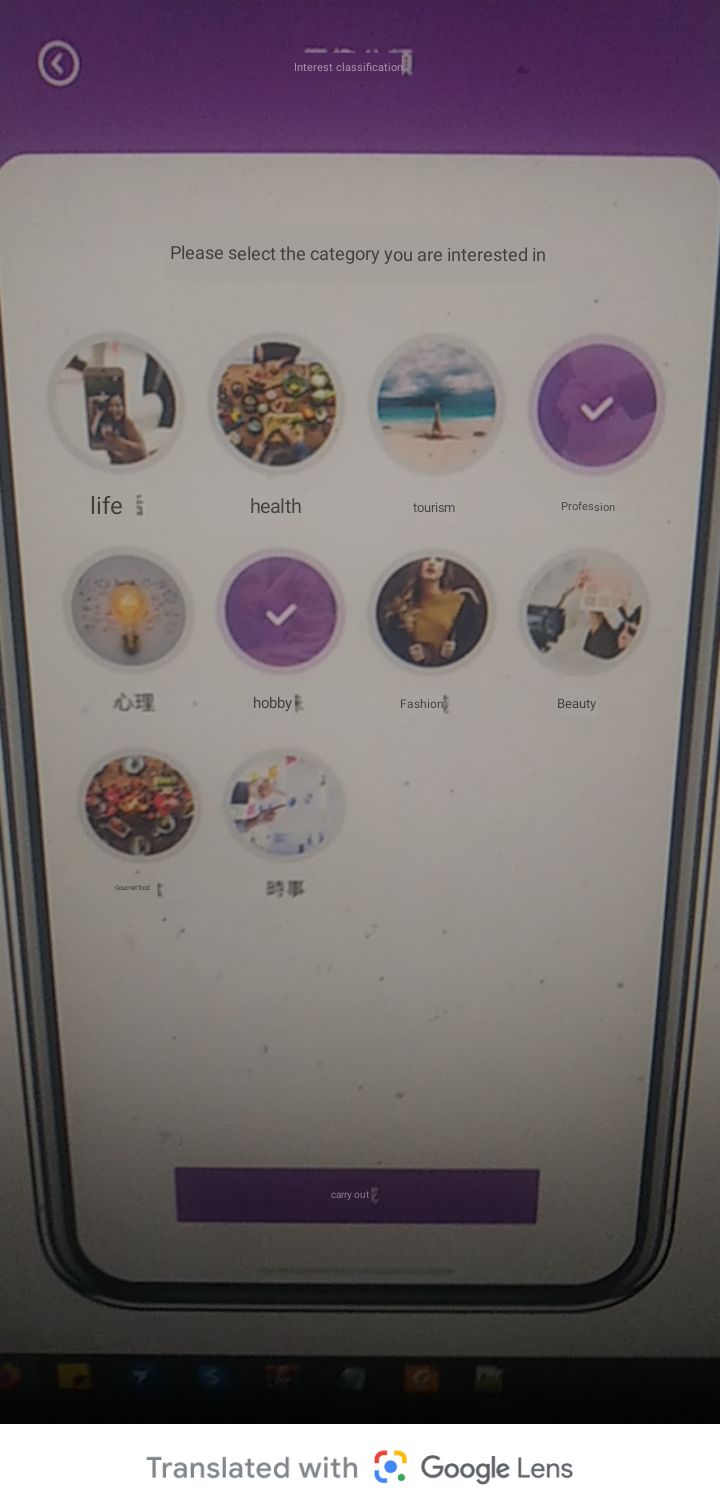 Interest classification
Please select the category you are interested in
life health tourism Profession
心理 hobby Fashion Beauty
Gourmet food 時事
carry out
Translated with Google Lens